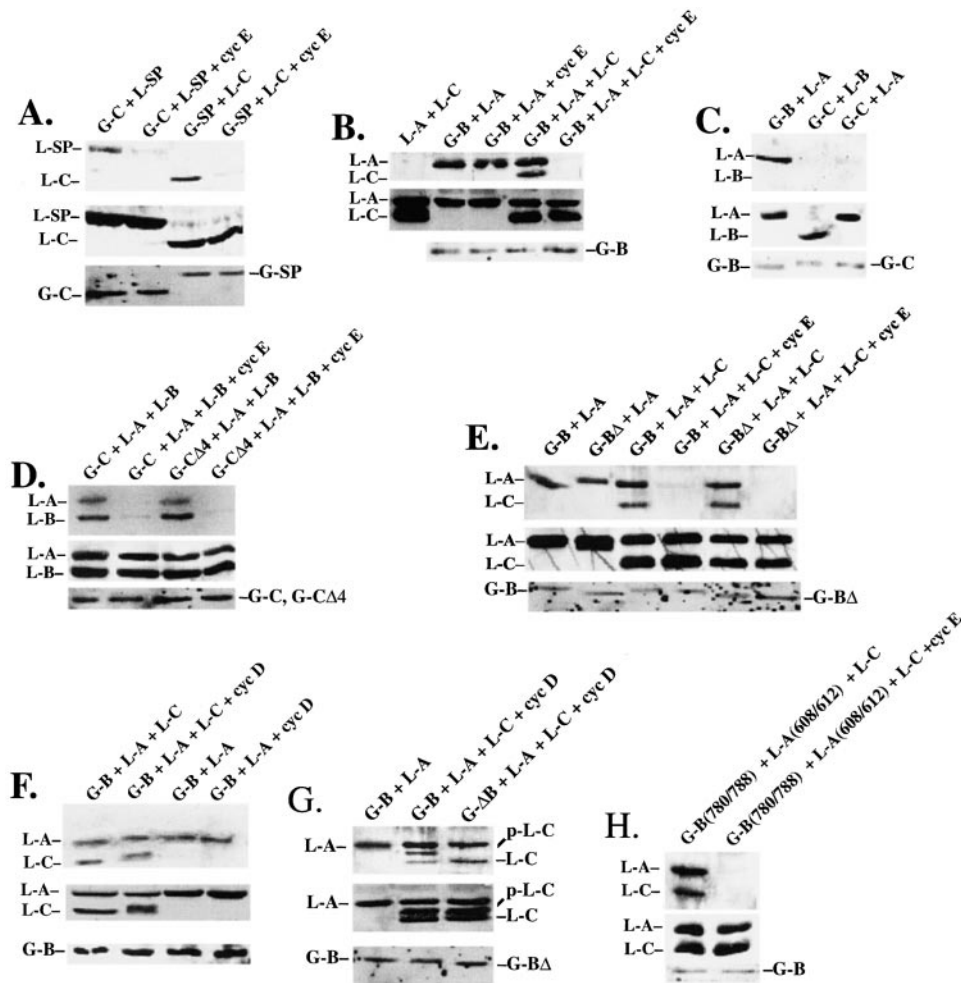 A.
G-C + L-SP
G-C + L-SP + cyc E
G-SP + L-C
G-SP + L-C + cyc E
L-SP–
L-C–
L-SP–
L-C–
–G-SP
G-C–
B.
L-A + L-C
G-B + L-A
G-B + L-A + cyc E
G-B + L-A + L-C
G-B + L-A + L-C + cyc E
L-A–
L-C–
L-A–
L-C–
–G-B
C.
G-B + L-A
G-C + L-B
G-C + L-A
L-A–
L-B–
L-A–
L-B–
G-B– –G-C
D.
G-C + L-A + L-B
G-C + L-A + L-B + cyc E
G-CΔ4 + L-A + L-B
G-CΔ4 + L-A + L-B + cyc E
L-A–
L-B–
L-A–
L-B–
–G-C, G-CΔ4
E.
G-B + L-A
G-BΔ + L-A
G-B + L-A + L-C
G-B + L-A + L-C + cyc E
G-BΔ + L-A + L-C
G-BΔ + L-A + L-C + cyc E
L-A–
L-C–
L-A–
L-C–
G-B–
–G-BΔ
F.
G-B + L-A + L-C
G-B + L-A + L-C + cyc D
G-B + L-A
G-B + L-A + cyc D
L-A–
L-C–
L-A–
L-C–
G-B–
G.
G-B + L-A
G-B + L-A + L-C + cyc D
G-ΔB + L-A + L-C + cyc D
p-L-C
L-A–
–L-C
p-L-C
L-A–
–L-C
G-B– –G-BΔ
H.
G-B(780/788) + L-A(608/612) + L-C
G-B(780/788) + L-A(608/612) + L-C +cyc E
L-A–
L-C–
L-A–
L-C–
–G-B